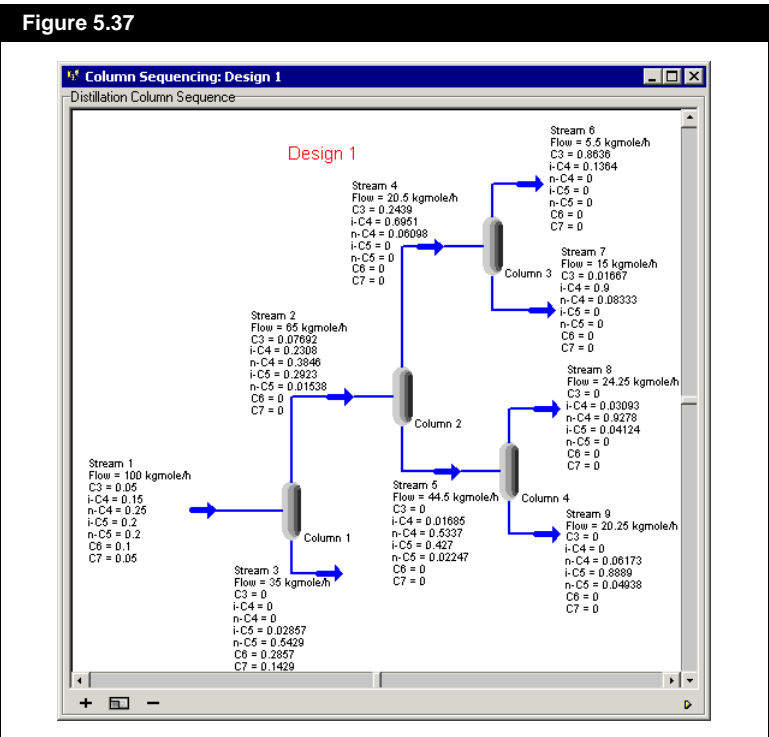 Figure 5.37
Column Sequencing: Design 1
Distillation Column Sequence
Design 1
Stream 6
Flow = 5.5 kgmole/h
C3 = 0.8636
i-C4 = 0.1364
n-C4 = 0
i-C5 = 0
n-C5 = 0
C6 = 0
C7 = 0
Stream 4
Flow = 20.5 kgmole/h
C3 = 0.2439
i-C4 = 0.6951
n-C4 = 0.06098
i-C5 = 0
n-C5 = 0
C6 = 0
C7 = 0
Column 3
Stream 7
Flow = 15 kgmole/h
C3 = 0.01667
i-C4 = 0.9
n-C4 = 0.08333
i-C5 = 0
n-C5 = 0
C6 = 0
C7 = 0
Stream 2
Flow = 65 kgmole/h
C3 = 0.07692
i-C4 = 0.2308
n-C4 = 0.3846
i-C5 = 0.2923
n-C5 = 0.01538
C6 = 0
C7 = 0
Column 2
Stream 8
Flow = 24.25 kgmole/h
C3 = 0
i-C4 = 0.03093
n-C4 = 0.9278
i-C5 = 0.04124
n-C5 = 0
C6 = 0
C7 = 0
Stream 1
Flow = 100 kgmole/h
C3 = 0.05
i-C4 = 0.15
n-C4 = 0.25
i-C5 = 0.2
n-C5 = 0.2
C6 = 0.1
C7 = 0.05
Column 1
Stream 5
Flow = 44.5 kgmole/h
C3 = 0
i-C4 = 0.01685
n-C4 = 0.5337
i-C5 = 0.427
n-C5 = 0.02247
C6 = 0
C7 = 0
Column 4
Stream 9
Flow = 20.25 kgmole/h
C3 = 0
i-C4 = 0
n-C4 = 0.06173
i-C5 = 0.8889
n-C5 = 0.04938
C6 = 0
C7 = 0
Stream 3
Flow = 35 kgmole/h
C3 = 0
i-C4 = 0
n-C4 = 0
i-C5 = 0.02857
n-C5 = 0.5429
C6 = 0.2857
C7 = 0.1429